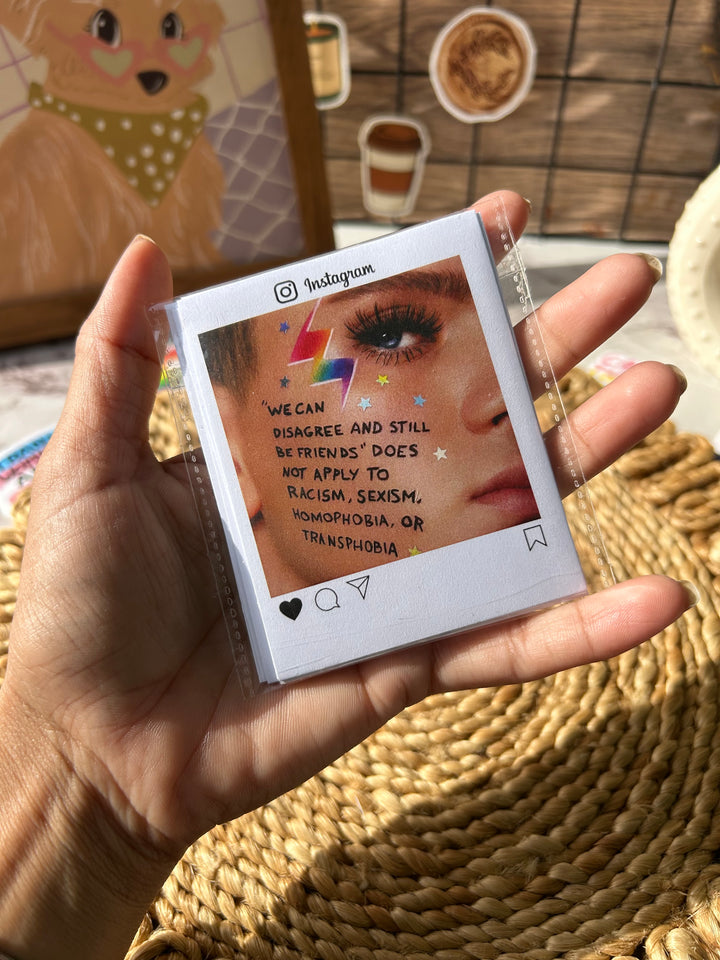 Instagram
"WE CAN
DISAGREE AND STILL
BE FRIENDS" DOES
NOT APPLY TO
RACISM, SEXISM,
HOMOPHOBIA, OR
TRANSPHOBIA